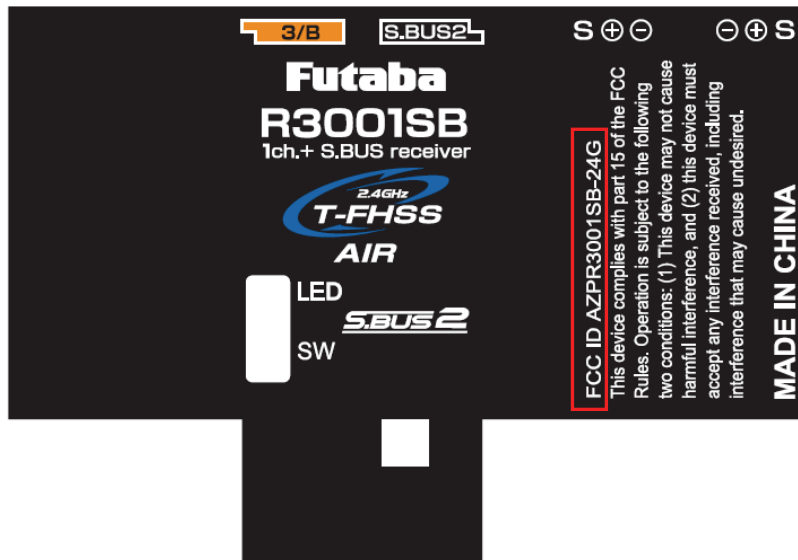 3/B
S.BUS2
Futaba
R3001SB
1ch.+ S.BUS receiver
2.4GHz
T-FHSS
AIR
LED
S.BUS2
SW
S⊕⊖
⊖⊕S
FCC ID AZPR3001SB-24G
This device complies with part 15 of the FCC
Rules. Operation is subject to the following
two conditions: (1) This device may not cause
harmful interference, and (2) this device must
accept any interference received, including
interference that may cause undesired.
MADE IN CHINA